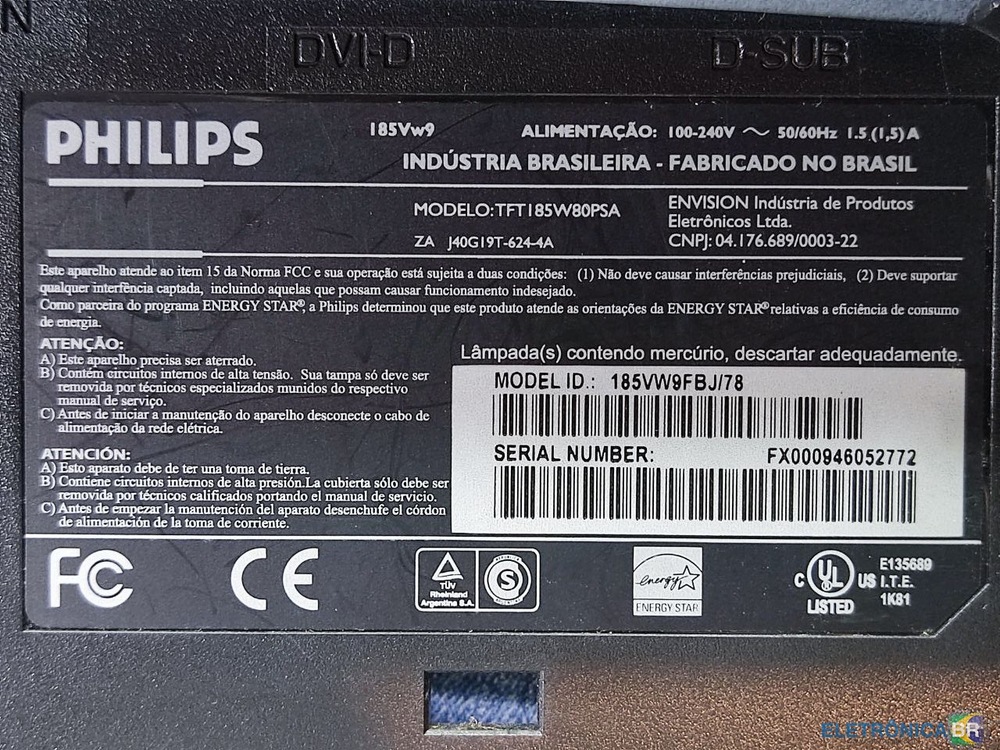 N
DVI-D
D-SUB
PHILIPS
185Vw9
ALIMENTAÇÃO: 100-240V ～ 50/60Hz 1.5 (1,5) A
INDÚSTRIA BRASILEIRA - FABRICADO NO BRASIL
MODELO:TFT185W80PSA
ZA J40G19T-624-4A
ENVISION Indústria de Produtos
Eletrônicos Ltda.
CNPJ: 04.176.689/0003-22
Este aparelho atende ao item 15 da Norma FCC e sua operação está sujeita a duas condições: (1) Não deve causar interferências prejudiciais, (2) Deve suportar
qualquer interfência captada, incluindo aquelas que possam causar funcionamento indesejado.
Como parceira do programa ENERGY STAR®, a Philips determinou que este produto atende as orientações da ENERGY STAR® relativas a eficiência de consumo
de energia.
ATENÇÃO:
A) Este aparelho precisa ser aterrado.
B) Contém circuitos internos de alta tensão. Sua tampa só deve ser
removida por técnicos especializados munidos do respectivo
manual de serviço.
C) Antes de iniciar a manutenção do aparelho desconecte o cabo de
alimentação da rede elétrica.
ATENCIÓN:
A) Esto aparato debe de ter una toma de tierra.
B) Contiene circuitos internos de alta presión.La cubierta sólo debe ser
removida por técnicos calificados portando el manual de servicio.
C) Antes de empezar la manutención del aparato desenchufe el córdon
de alimentación de la toma de corriente.
Lâmpada(s) contendo mercúrio, descartar adequadamente.
MODEL ID.: 185VW9FBJ/78
SERIAL NUMBER: FX000946052772
FC
CE
TÜV
Rheinland
Argentina S.A.
S
energy
ENERGY STAR
C UL US
LISTED
E135689
I.T.E.
1K81
ELETRÔNICABR